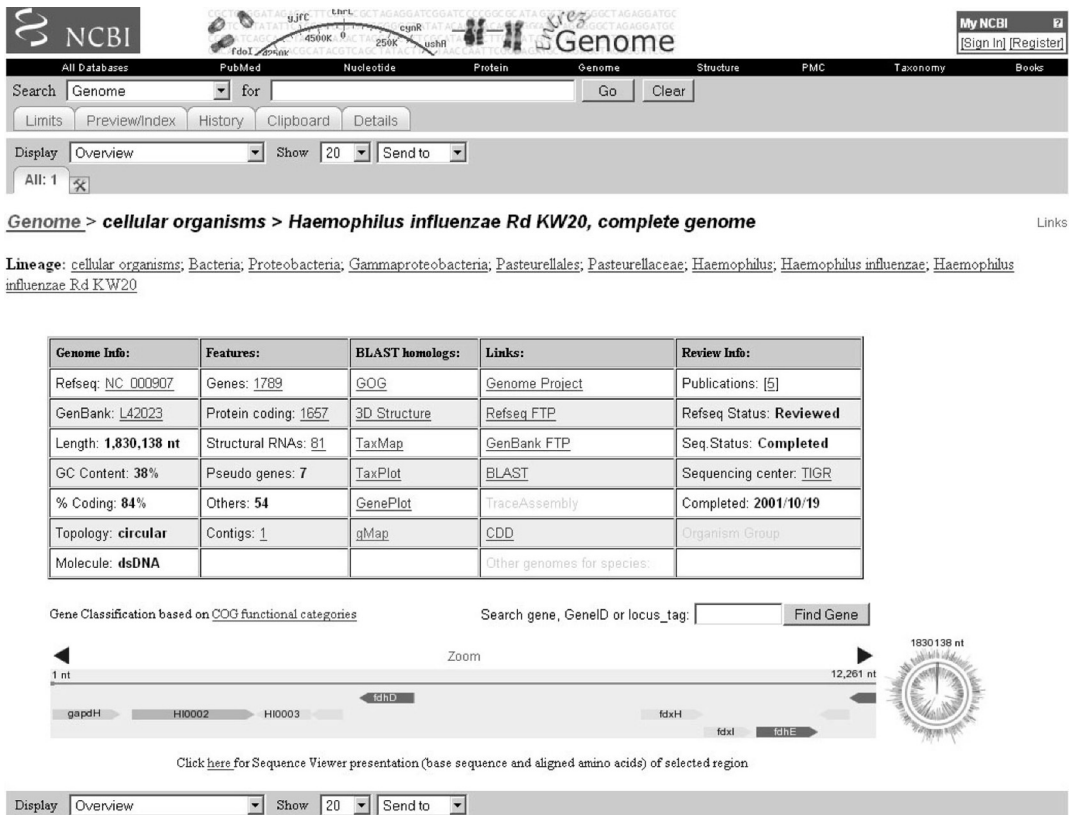 NCBI
yjfC thrL cynR
4500K 0 250K ushA
Entrez Genome
My NCBI ?
[Sign In] [Register]
All Databases PubMed Nucleotide Protein Genome Structure PMC Taxonomy Books
Search Genome for Go Clear
Limits Preview/Index History Clipboard Details
Display Overview Show 20 Send to
All: 1
Genome > cellular organisms > Haemophilus influenzae Rd KW20, complete genome Links
Lineage: cellular organisms; Bacteria; Proteobacteria; Gammaproteobacteria; Pasteurellales; Pasteurellaceae; Haemophilus; Haemophilus influenzae; Haemophilus
influenzae Rd KW20
Genome Info: Features: BLAST homologs: Links: Review Info:
Refseq: NC_000907 Genes: 1789 COG Genome Project Publications: [5]
GenBank: L42023 Protein coding: 1657 3D Structure Refseq FTP Refseq Status: Reviewed
Length: 1,830,138 nt Structural RNAs: 81 TaxMap GenBank FTP Seq.Status: Completed
GC Content: 38% Pseudo genes: 7 TaxPlot BLAST Sequencing center: TIGR
% Coding: 84% Others: 54 GenePlot TraceAssembly Completed: 2001/10/19
Topology: circular Contigs: 1 gMap CDD Organism Group
Molecule: dsDNA Other genomes for species:
Gene Classification based on COG functional categories Search gene, GeneID or locus_tag: Find Gene
Zoom 1830138 nt
1 nt 12,261 nt
fdhD
gapdH HI0002 HI0003 fdxH
fdxI fdhE
Click here for Sequence Viewer presentation (base sequence and aligned amino acids) of selected region
Display Overview Show 20 Send to